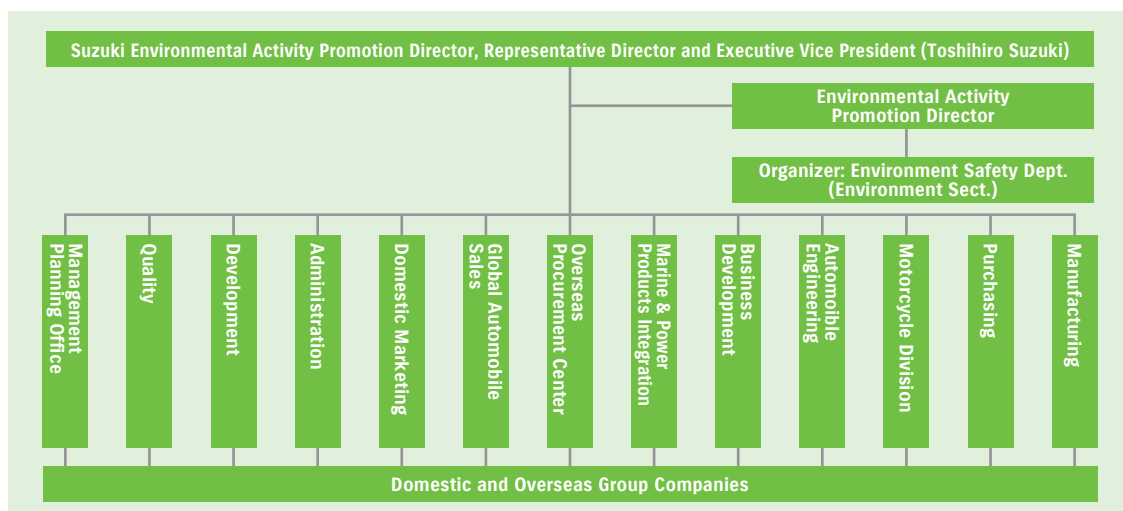 Suzuki Environmental Activity Promotion Director, Representative Director and Executive Vice President (Toshihiro Suzuki)
Environmental Activity
Promotion Director
Organizer: Environment Safety Dept.
(Environment Sect.)
Management
Planning Office
Quality
Development
Administration
Domestic Marketing
Global Automobile
Sales
Overseas
Procurement Center
Marine & Power
Products Integration
Business
Development
Automoible
Engineering
Motorcycle Division
Purchasing
Manufacturing
Domestic and Overseas Group Companies